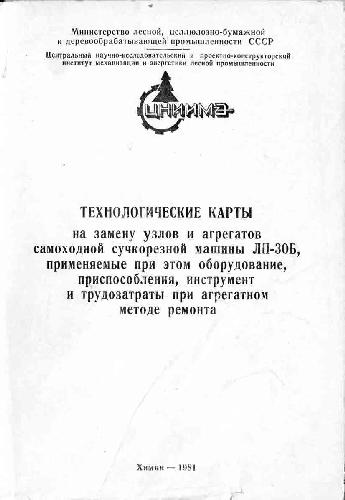 Министерство лесной, целлюлозно-бумажной
и деревообрабатывающей промышленности СССР
Центральный научно-исследовательский и проектно-конструкторский
институт механизации и энергетики лесной промышленности
ЦНИИМЭ
ТЕХНОЛОГИЧЕСКИЕ КАРТЫ
на замену узлов и агрегатов
самоходной сучкорезной машины ЛП-30Б,
применяемые при этом оборудование,
приспособления, инструмент
и трудозатраты при агрегатном
методе ремонта
Химки — 1981